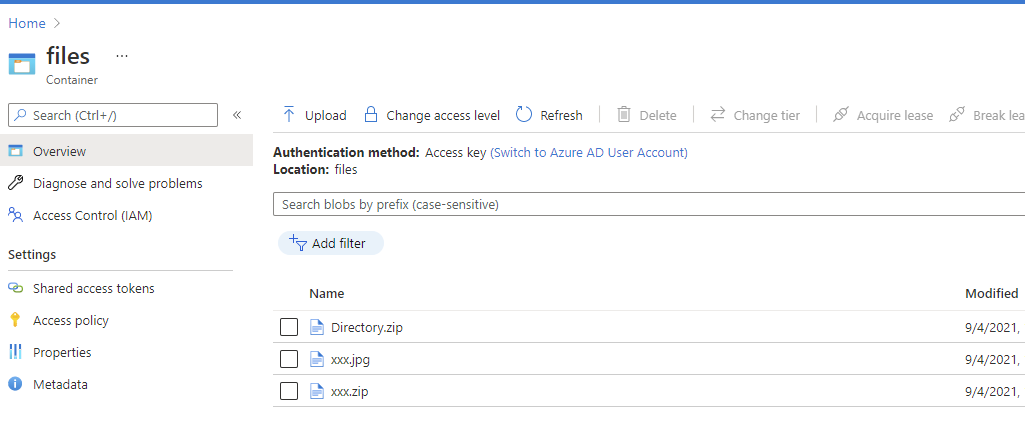 Home >
files ...
Container
Search (Ctrl+/) «
Overview
Diagnose and solve problems
Access Control (IAM)
Settings
Shared access tokens
Access policy
Properties
Metadata
Upload Change access level Refresh Delete Change tier Acquire lease Break lea
Authentication method: Access key (Switch to Azure AD User Account)
Location: files
Search blobs by prefix (case-sensitive)
Add filter
Name Modified
Directory.zip 9/4/2021,
xxx.jpg 9/4/2021,
xxx.zip 9/4/2021,